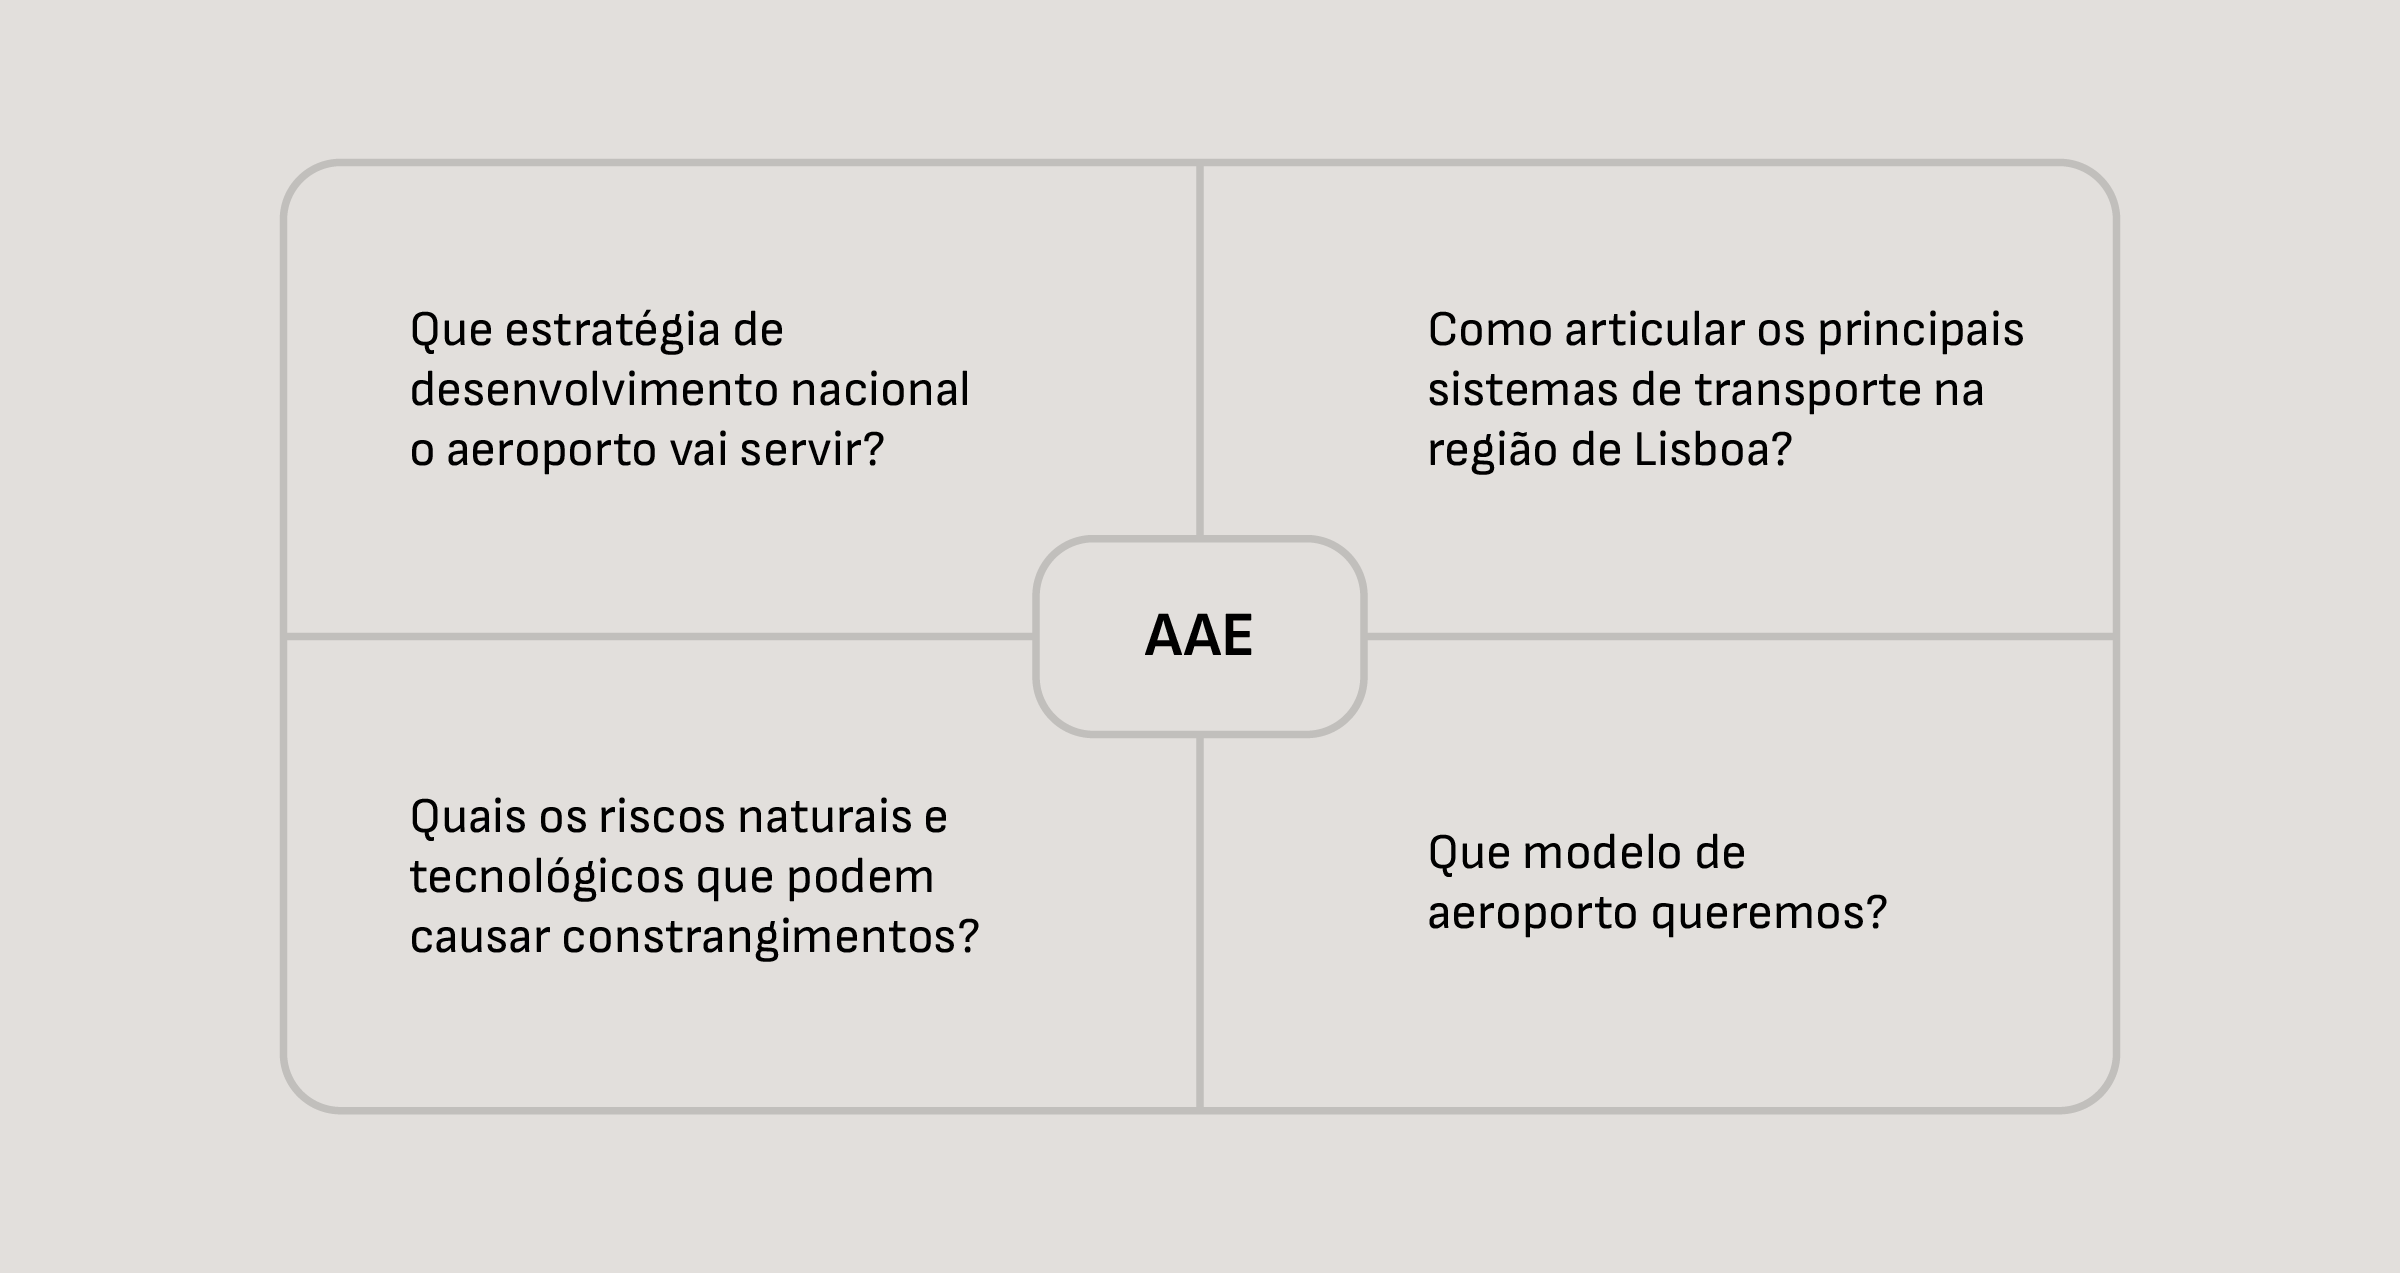 Que estratégia de
desenvolvimento nacional
o aeroporto vai servir?
Como articular os principais
sistemas de transporte na
região de Lisboa?
AAE
Quais os riscos naturais e
tecnológicos que podem
causar constrangimentos?
Que modelo de
aeroporto queremos?